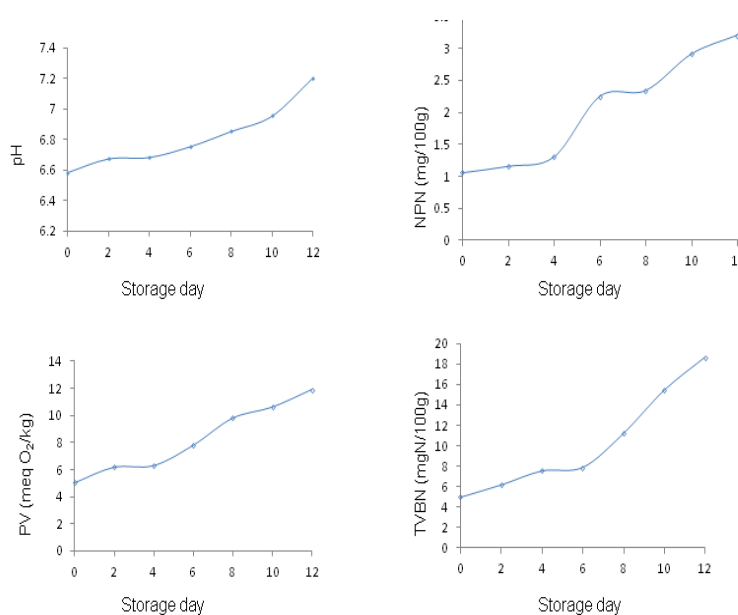 7.4
7.2
7
6.8
6.6
6.4
6.2
pH
0 2 4 6 8 10 12
Storage day
3
2.5
2
1.5
1
0.5
0
NPN (mg/100g)
0 2 4 6 8 10
Storage day
14
12
10
8
6
4
2
0
PV (meq O₂/kg)
0 2 4 6 8 10 12
Storage day
20
18
16
14
12
10
8
6
4
2
0
TVBN (mgN/100g)
0 2 4 6 8 10 12
Storage day